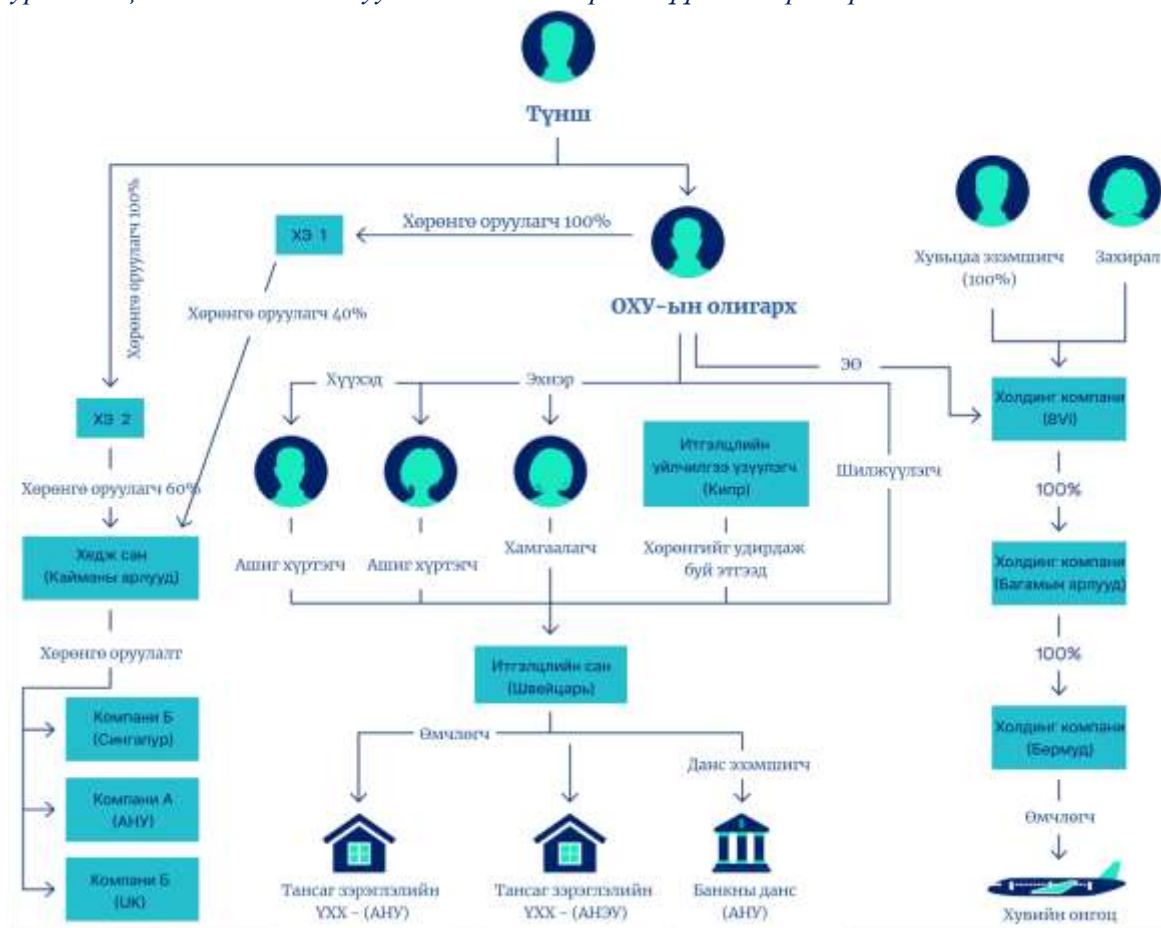 Түнш
Хөрөнгө оруулагч 100%
ХЭ 1
Хөрөнгө оруулагч 100%
Хувьцаа эзэмшигч
(100%)
Захирал
ОХУ-ын олигарх
Хөрөнгө оруулагч 40%
ЭӨ
Хүүхэд
Эхнэр
ХЭ 2
Холдинг компани
(BVI)
Итгэлцлийн
үйлчилгээ үзүүлэгч
(Кипр)
Шилжүүлэгч
Хөрөнгө оруулагч 60%
100%
Хедж сан
(Кайманы арлууд)
Ашиг хүртэгч
Ашиг хүртэгч
Хамгаалагч
Хөрөнгийг удирдаж
буй этгээд
Холдинг компани
(Багамын арлууд)
Хөрөнгө оруулалт
100%
Итгэлцлийн сан
(Швейцарь)
Компани Б
(Сингапур)
Өмчлөгч
Данс эзэмшигч
Холдинг компани
(Бермуд)
Компани А
(АНУ)
Өмчлөгч
Компани Б
(UK)
Тансаг зэрэглэлийн
ҮХХ – (АНУ)
Тансаг зэрэглэлийн
ҮХХ – (АНЭУ)
Банкны данс
(АНУ)
Хувийн онгоц